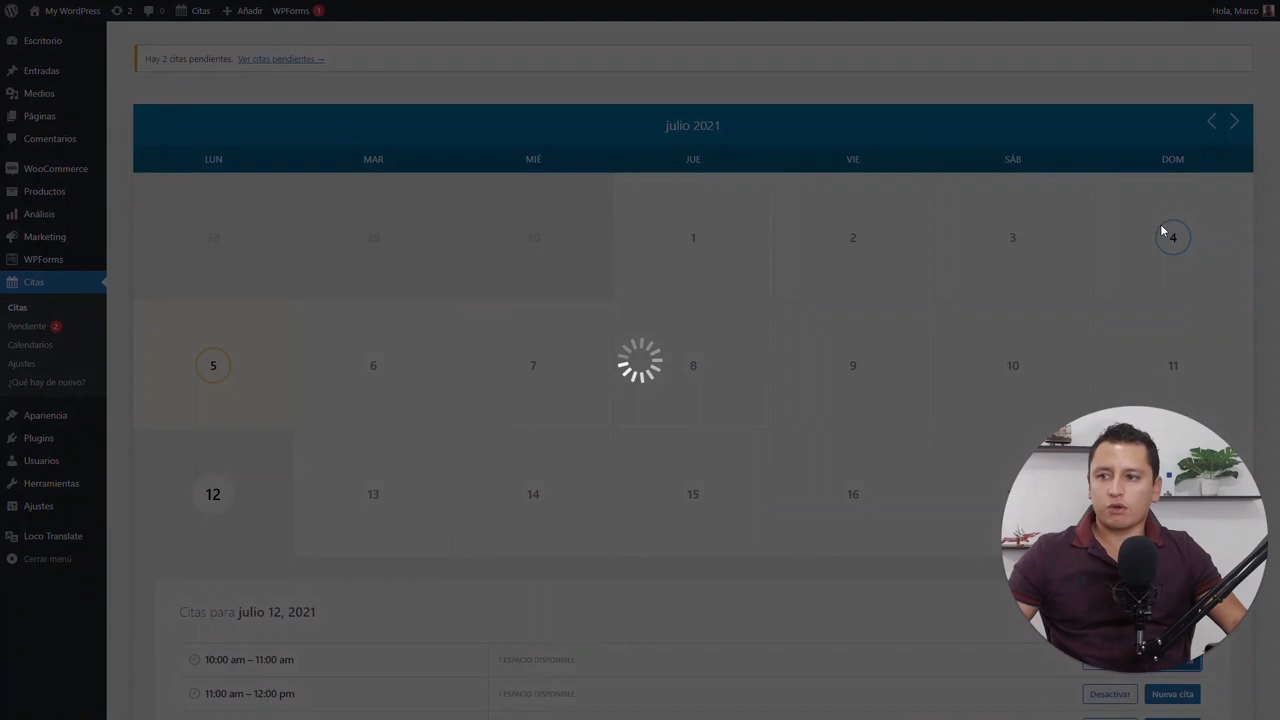 My WordPress 2 0 Citas Añadir WPForms 1 Hola, Marco
Escritorio
Entradas
Medios
Páginas
Comentarios
WooCommerce
Productos
Análisis
Marketing
WPForms
Citas
Citas
Pendiente 2
Calendarios
Ajustes
¿Qué hay de nuevo?
Apariencia
Plugins
Usuarios
Herramientas
Ajustes
Loco Translate
Cerrar menú
Hay 2 citas pendientes. Ver citas pendientes →
julio 2021
LUN MAR MIÉ JUE VIE SÁB DOM
28 29 30 1 2 3 4
5 6 7 8 9 10 11
12 13 14 15 16
Citas para julio 12, 2021
10:00 am – 11:00 am 1 ESPACIO DISPONIBLE
11:00 am – 12:00 pm 1 ESPACIO DISPONIBLE Desactivar Nueva cita